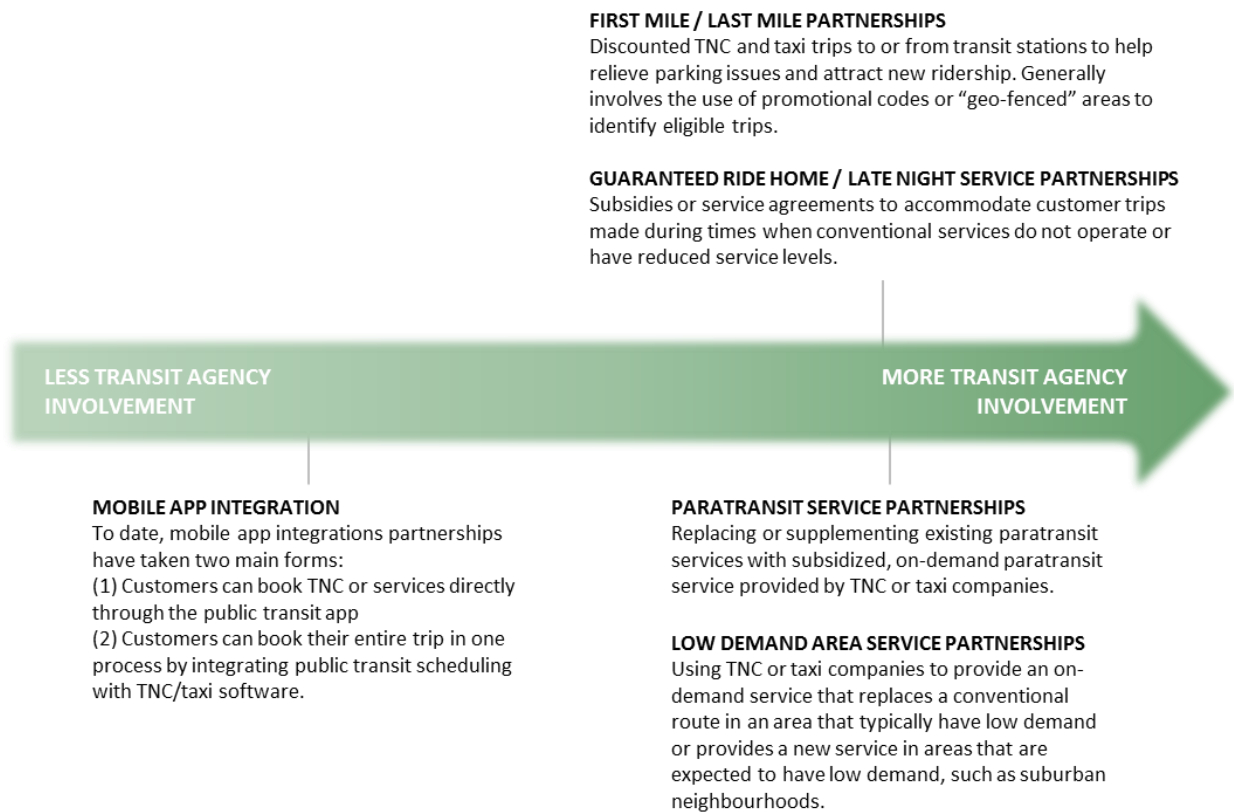 FIRST MILE / LAST MILE PARTNERSHIPS
Discounted TNC and taxi trips to or from transit stations to help
relieve parking issues and attract new ridership. Generally
involves the use of promotional codes or “geo-fenced” areas to
identify eligible trips.
GUARANTEED RIDE HOME / LATE NIGHT SERVICE PARTNERSHIPS
Subsidies or service agreements to accommodate customer trips
made during times when conventional services do not operate or
have reduced service levels.
LESS TRANSIT AGENCY
INVOLVEMENT
MORE TRANSIT AGENCY
INVOLVEMENT
MOBILE APP INTEGRATION
To date, mobile app integrations partnerships
have taken two main forms:
(1) Customers can book TNC or services directly
through the public transit app
(2) Customers can book their entire trip in one
process by integrating public transit scheduling
with TNC/taxi software.
PARATRANSIT SERVICE PARTNERSHIPS
Replacing or supplementing existing paratransit
services with subsidized, on-demand paratransit
service provided by TNC or taxi companies.
LOW DEMAND AREA SERVICE PARTNERSHIPS
Using TNC or taxi companies to provide an on-
demand service that replaces a conventional
route in an area that typically have low demand
or provides a new service in areas that are
expected to have low demand, such as suburban
neighbourhoods.